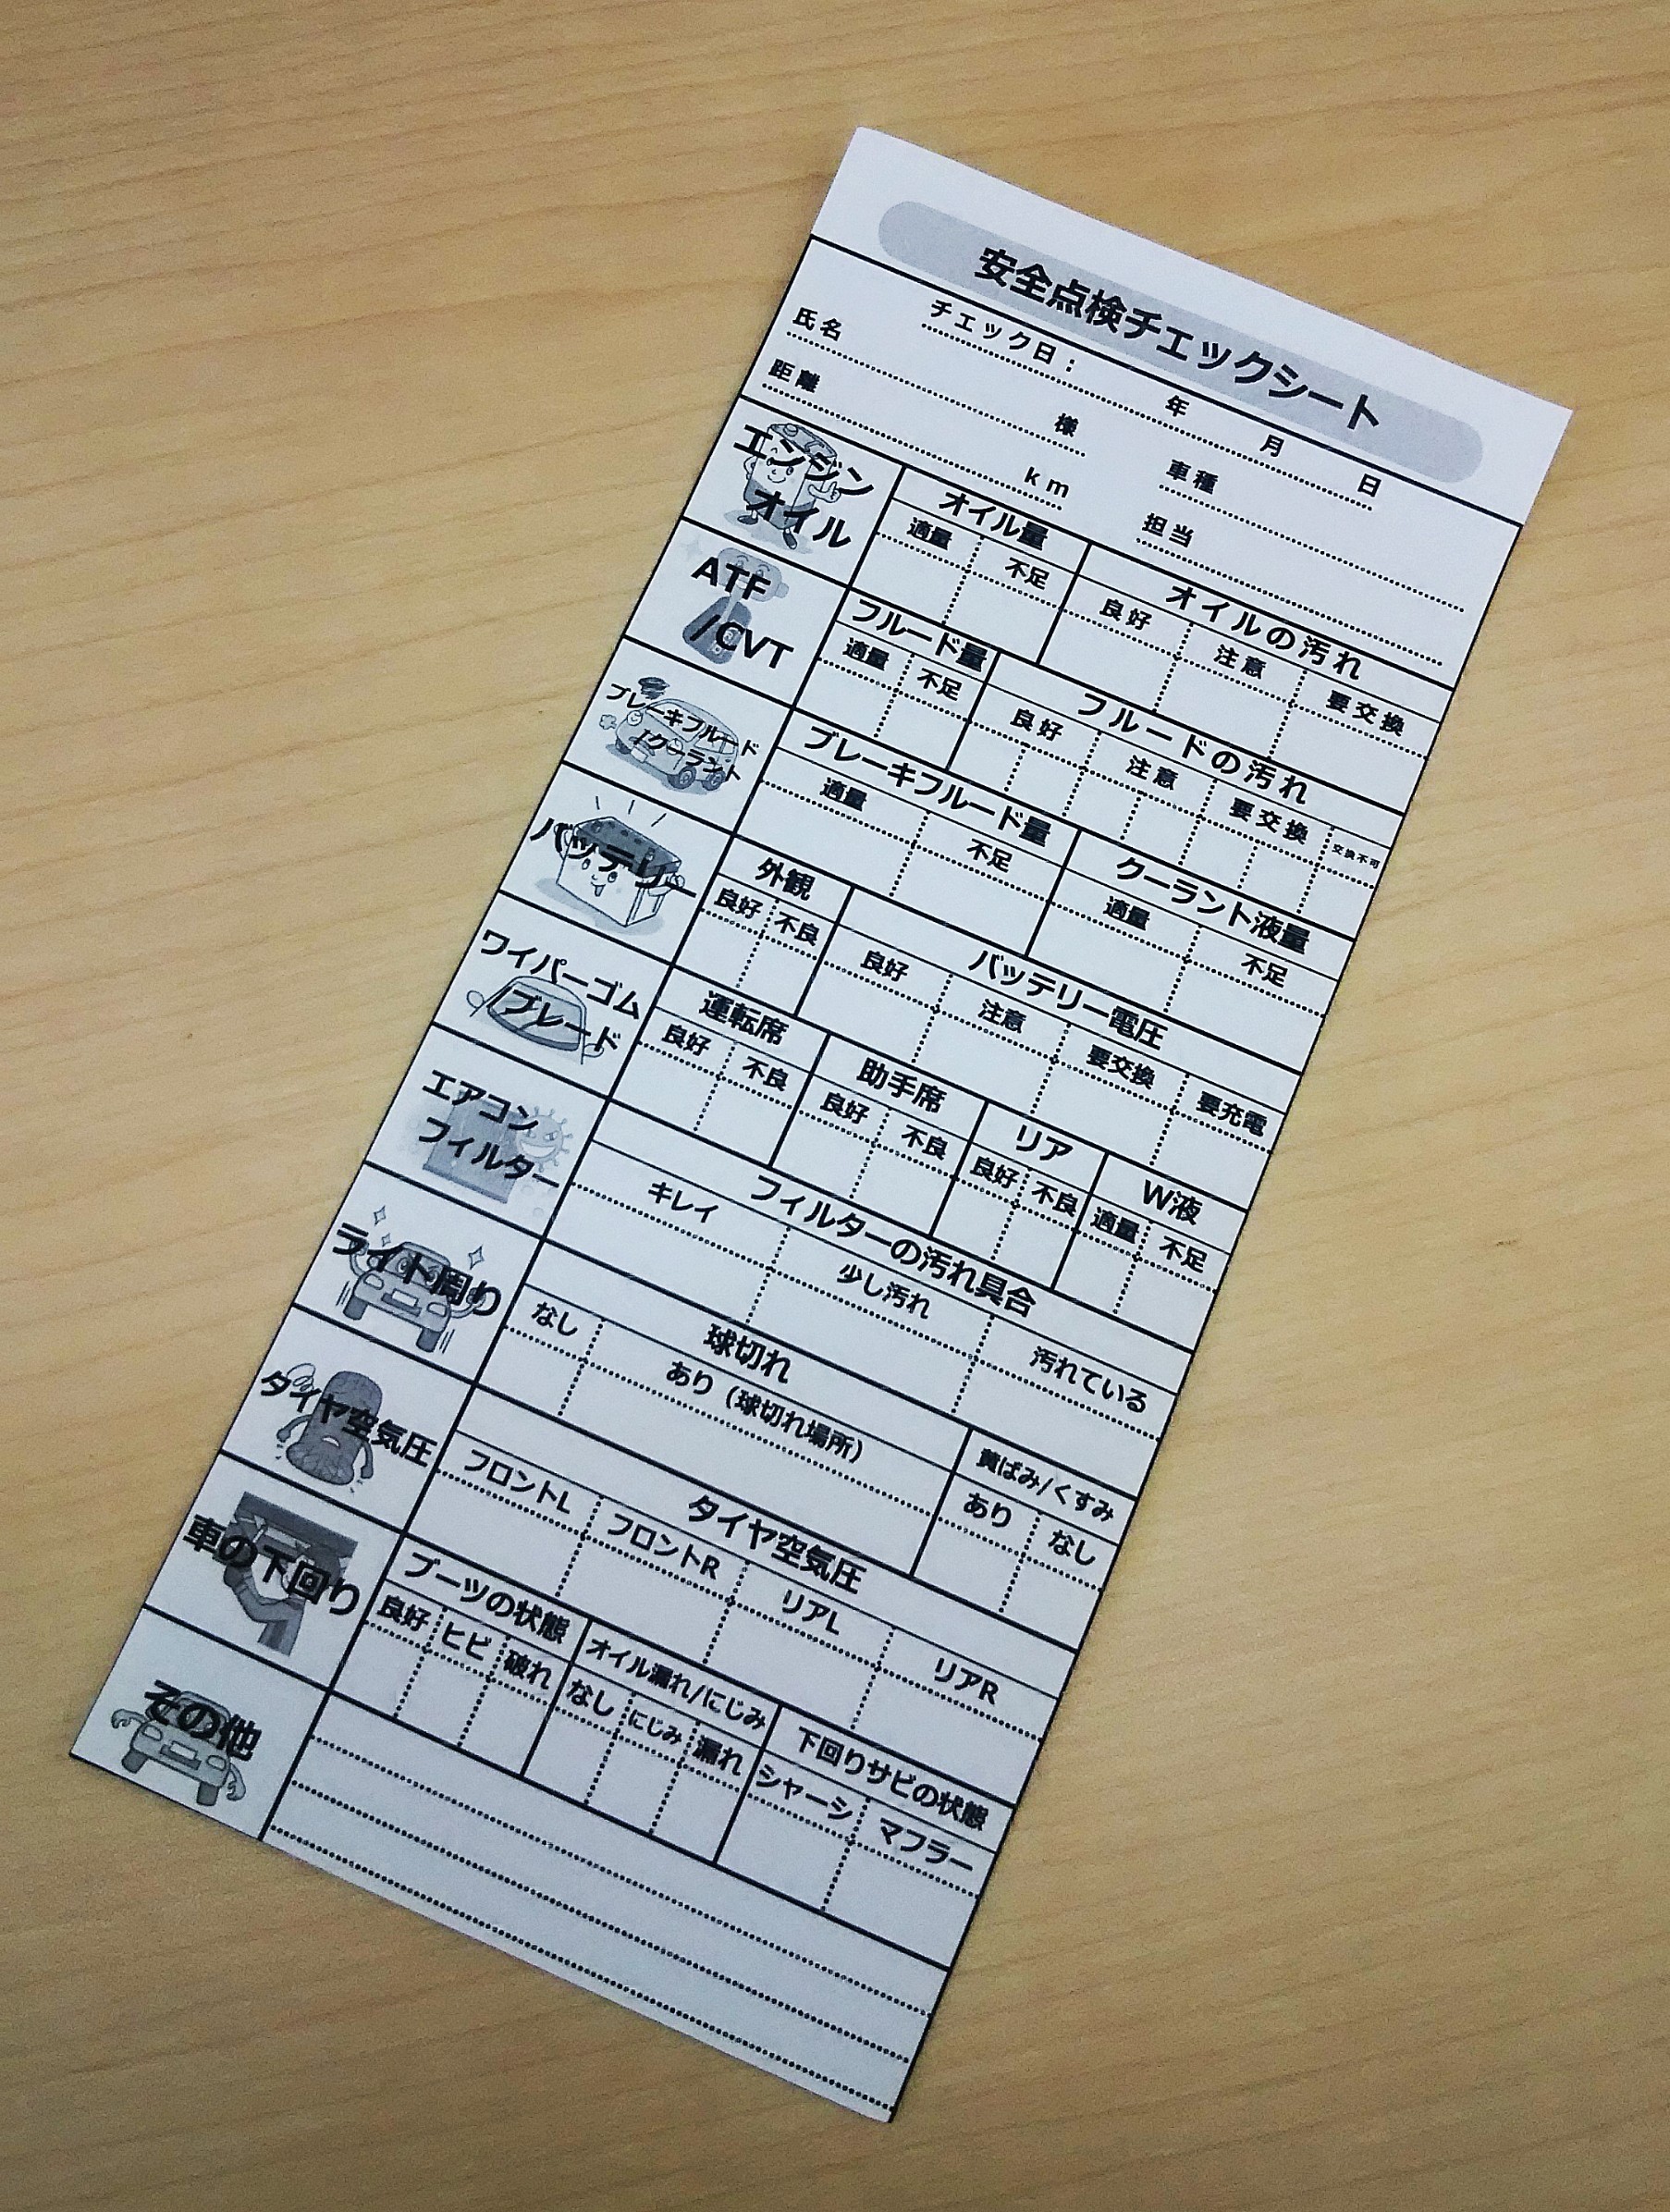 安全点検チェックシート
チェック日： 年 月 日
氏名 様 車種
距離 km 担当
エンジン
オイル
オイル量 オイルの汚れ
適量 不足 良好 注意 要交換
ATF
/CVT
フルード量 フルードの汚れ
適量 不足 良好 注意 要交換 交換不可
ブレーキフルード
/クーラント
ブレーキフルード量 クーラント液量
適量 不足 適量 不足
バッテリー
外観 バッテリー電圧
良好 不良 良好 注意 要交換 要充電
ワイパーゴム
/ブレード
運転席 助手席 リア W液
良好 不良 良好 不良 良好 不良 適量 不足
エアコン
フィルター
フィルターの汚れ具合
キレイ 少し汚れ 汚れている
ライト周り
球切れ 黄ばみ/くすみ
なし あり（球切れ場所） あり なし
タイヤ空気圧
タイヤ空気圧
フロントL フロントR リアL リアR
車の下回り
ブーツの状態 オイル漏れ/にじみ 下回りサビの状態
良好 ヒビ 破れ なし にじみ 漏れ シャーシ マフラー
その他